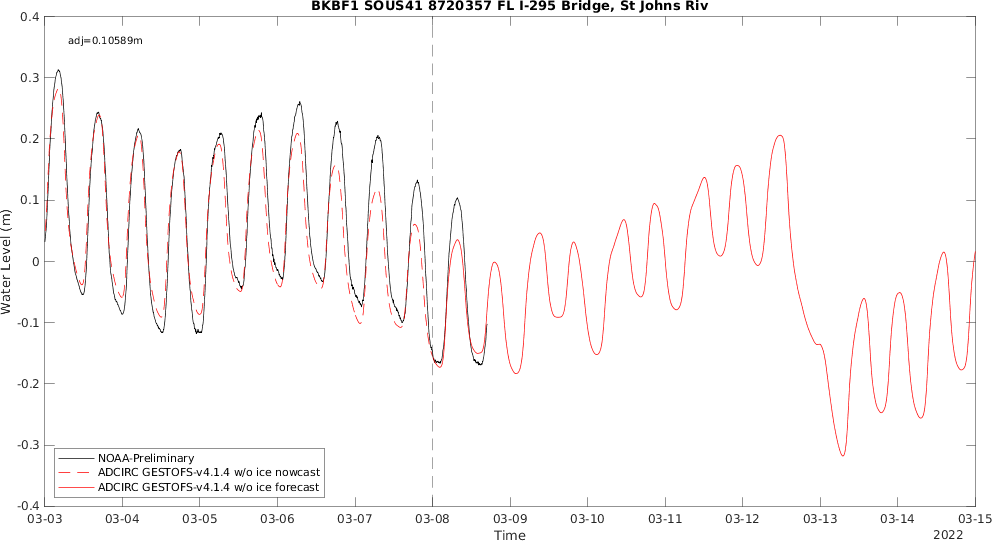 BKBF1 SOUS41 8720357 FL I-295 Bridge, St Johns Riv
adj=0.10589m
0.4
0.3
0.2
0.1
0
-0.1
-0.2
-0.3
-0.4
Water Level (m)
NOAA-Preliminary
ADCIRC GESTOFS-v4.1.4 w/o ice nowcast
ADCIRC GESTOFS-v4.1.4 w/o ice forecast
03-03 03-04 03-05 03-06 03-07 03-08 03-09 03-10 03-11 03-12 03-13 03-14 03-15
Time
2022